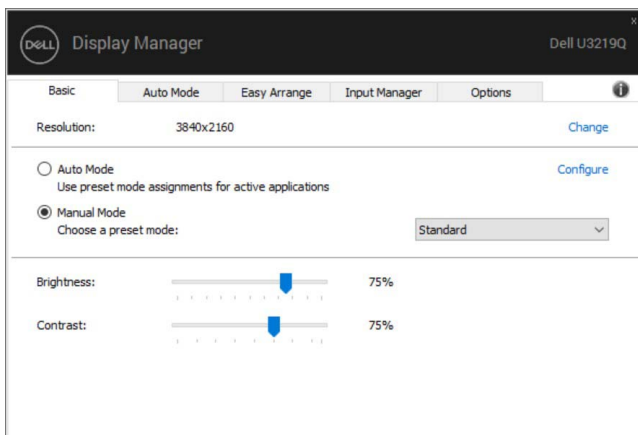 x
DELL Display Manager Dell U3219Q
Basic Auto Mode Easy Arrange Input Manager Options i
Resolution: 3840x2160 Change
Auto Mode Configure
Use preset mode assignments for active applications
Manual Mode
Choose a preset mode: Standard
Brightness: 75%
Contrast: 75%